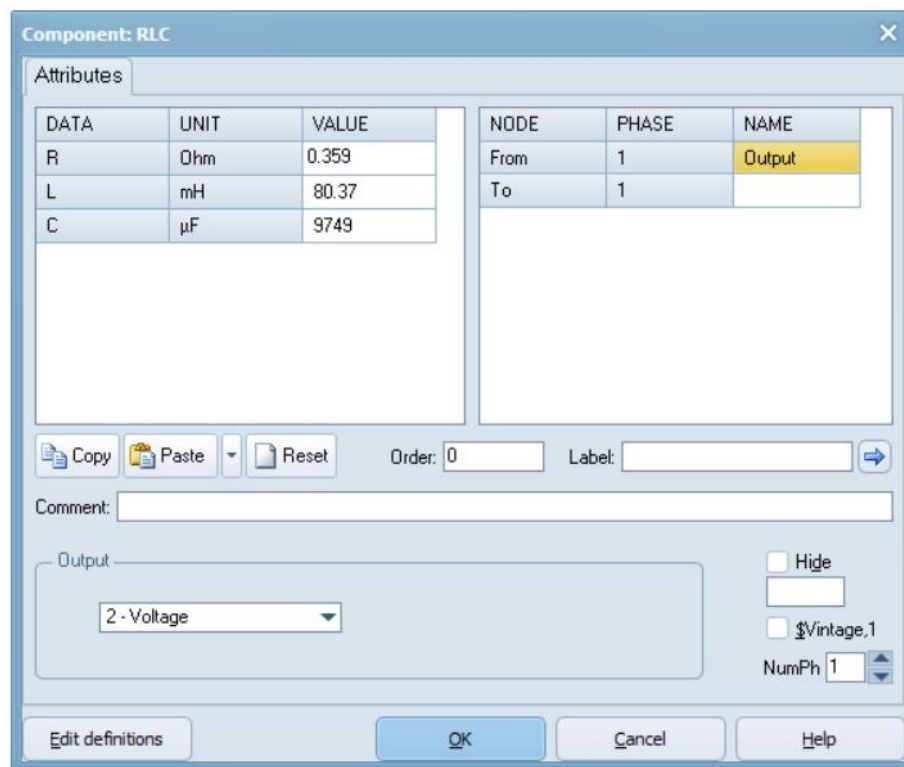 Component: RLC
Attributes
DATA UNIT VALUE
R Ohm 0.359
L mH 80.37
C µF 9749
NODE PHASE NAME
From 1 Output
To 1
Copy Paste Reset Order: 0 Label:
Comment:
Output
2 - Voltage
Hide
$Vintage,1
NumPh 1
Edit definitions OK Cancel Help